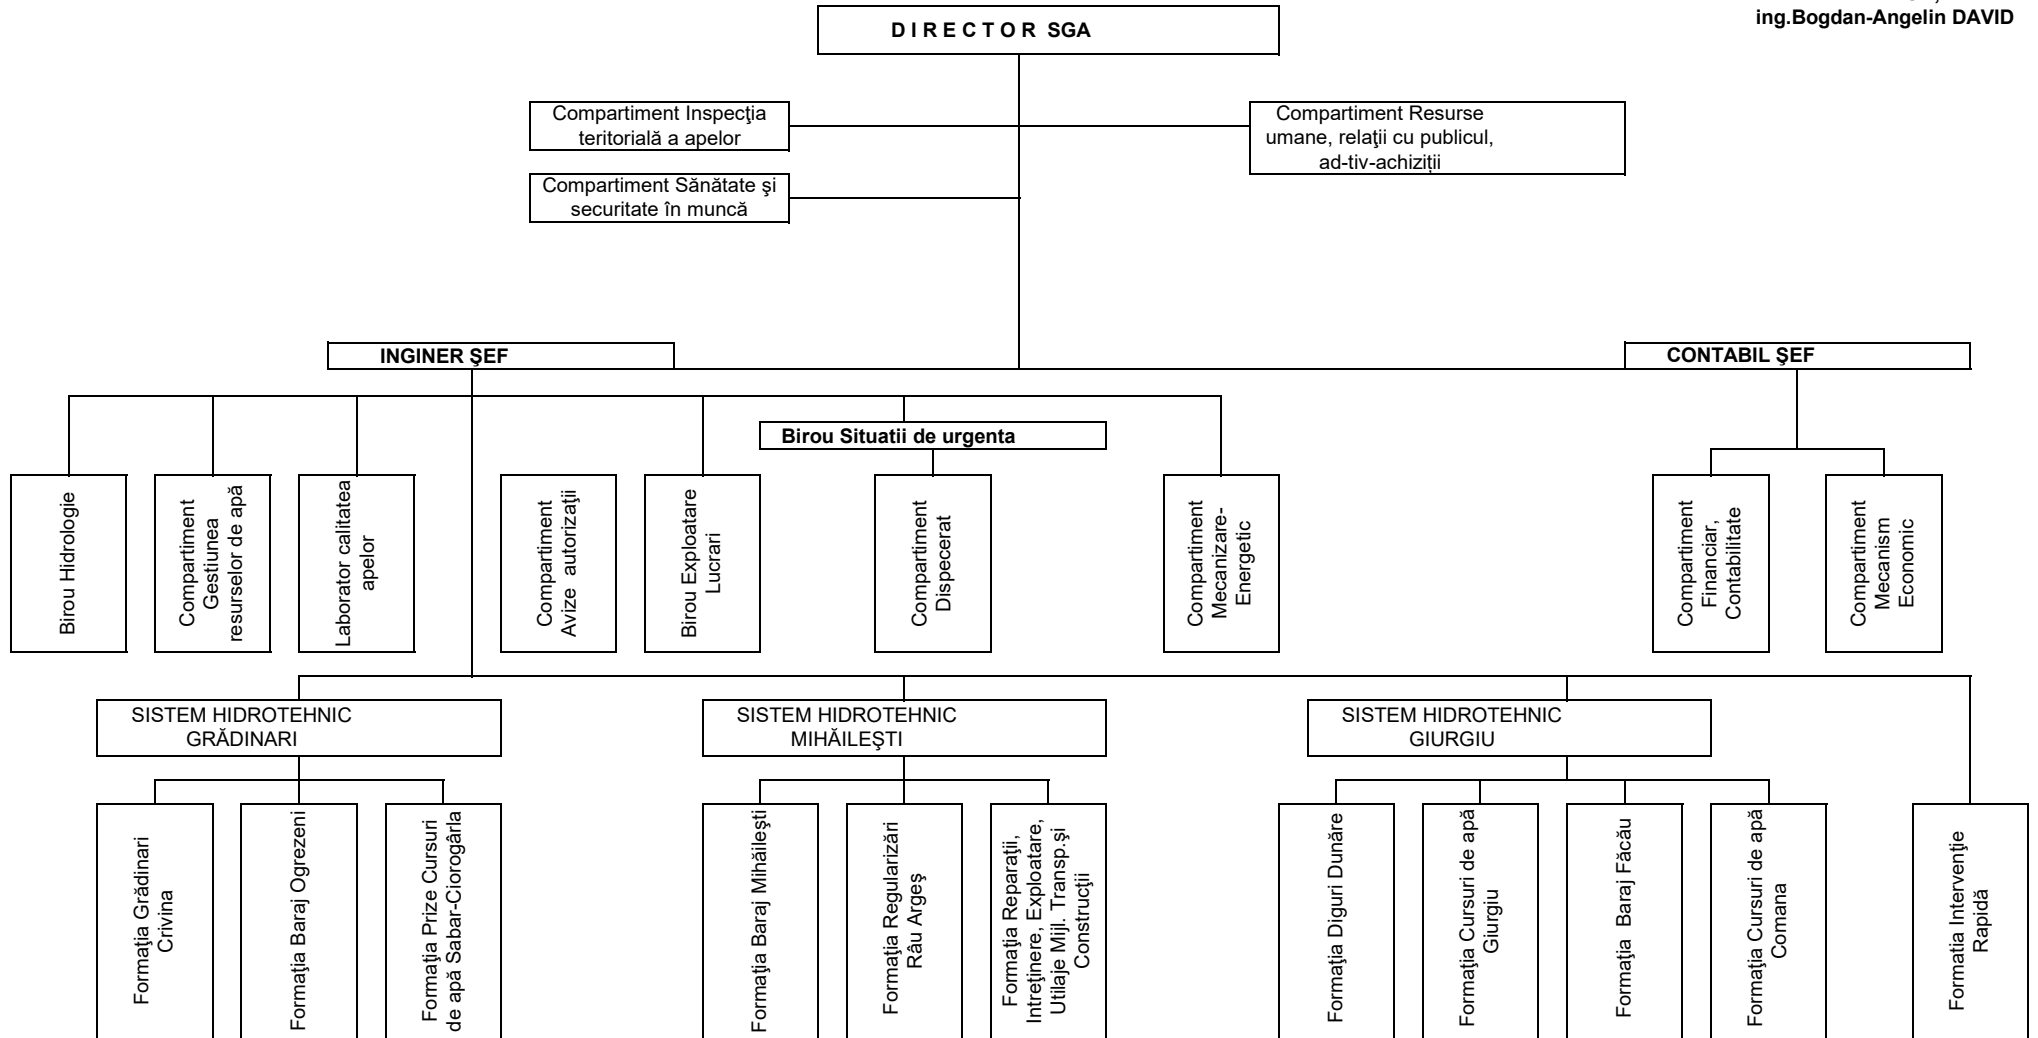 ing.Bogdan-Angelin DAVID
D I R E C T O R SGA
Compartiment Inspecţia
teritorială a apelor
Compartiment Resurse
umane, relaţii cu publicul,
ad-tiv-achiziții
Compartiment Sănătate şi
securitate în muncă
INGINER ŞEF
CONTABIL ŞEF
Birou Situatii de urgenta
Birou Hidrologie
Compartiment
Gestiunea
resurselor de apă
Laborator calitatea
apelor
Compartiment
Avize autorizaţii
Birou Exploatare
Lucrari
Compartiment
Dispecerat
Compartiment
Mecanizare-
Energetic
Compartiment
Financiar,
Contabilitate
Compartiment
Mecanism
Economic
SISTEM HIDROTEHNIC
GRĂDINARI
SISTEM HIDROTEHNIC
MIHĂILEŞTI
SISTEM HIDROTEHNIC
GIURGIU
Formaţia Grădinari
Crivina
Formaţia Baraj Ogrezeni
Formaţia Prize Cursuri
de apă Sabar-Ciorogârla
Formaţia Baraj Mihăileşti
Formaţia Regularizări
Râu Argeş
Formaţia Reparaţii,
Intreţinere, Exploatare,
Utilaje Mijl. Transp.şi
Construcţii
Formaţia Diguri Dunăre
Formaţia Cursuri de apă
Giurgiu
Formaţia Baraj Făcău
Formaţia Cursuri de apă
Comana
Formatia Intervenţie
Rapidă